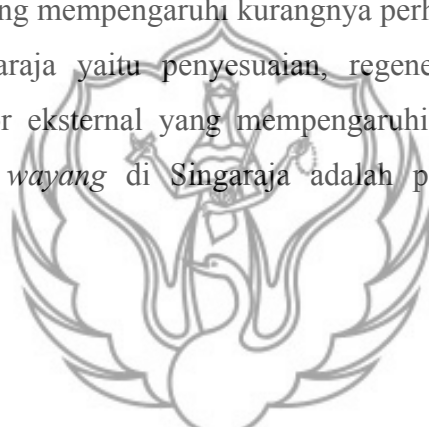 ng mempengaruhi kurangnya perh
araja yaitu penyesuaian, regene
r eksternal yang mempengaruhi
wayang di Singaraja adalah p